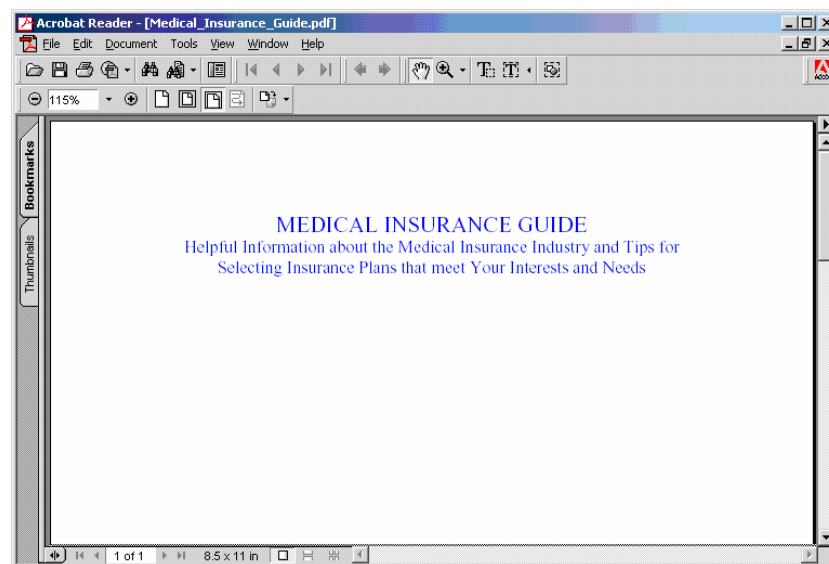 Acrobat Reader - [Medical_Insurance_Guide.pdf]
File Edit Document Tools View Window Help
115%
Bookmarks
Thumbnails
MEDICAL INSURANCE GUIDE
Helpful Information about the Medical Insurance Industry and Tips for
Selecting Insurance Plans that meet Your Interests and Needs
1 of 1 8.5 x 11 in